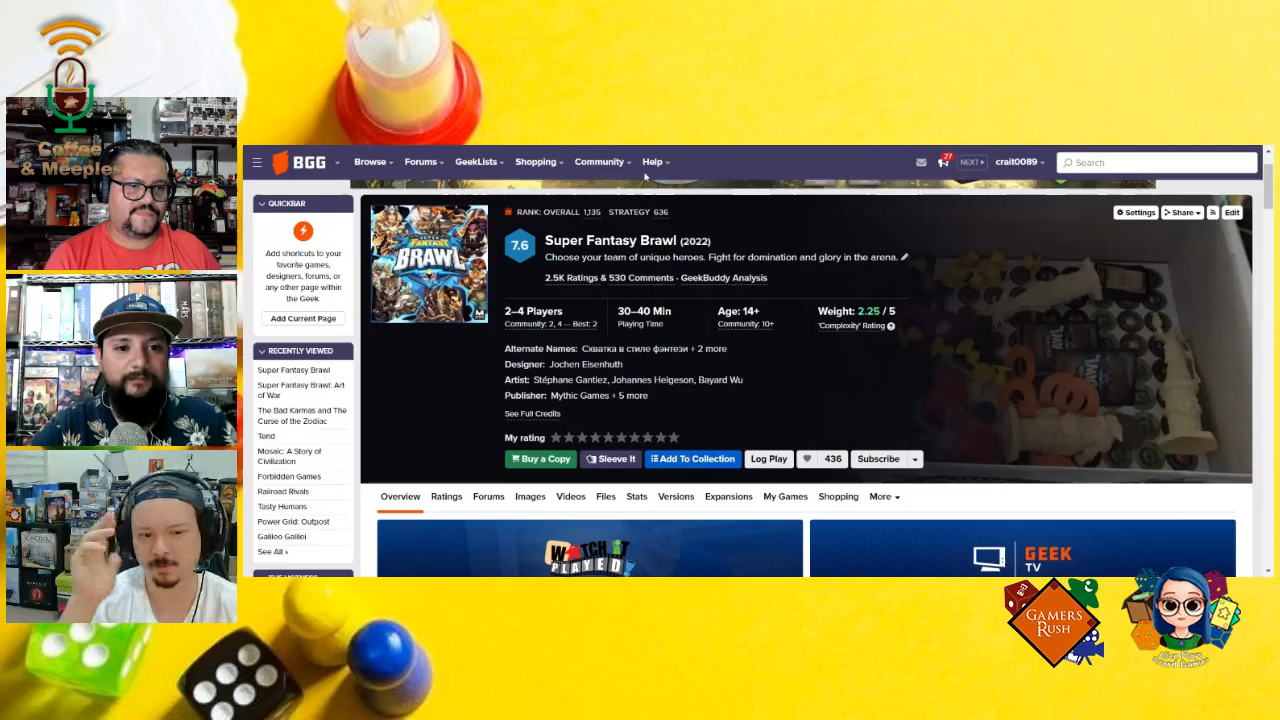 Coffee
& Meeples
BGG
Browse
Forums
GeekLists
Shopping
Community
Help
27
NEXT
crait0089
Search
QUICKBAR
Add shortcuts to your
favorite games,
designers, forums, or
any other page within
the Geek.
Add Current Page
RECENTLY VIEWED
Super Fantasy Brawl
Super Fantasy Brawl: Art
of War
The Bad Karmas and The
Curse of the Zodiac
Tend
Mosaic: A Story of
Civilization
Forbidden Games
Railroad Rivals
Tasty Humans
Power Grid: Outpost
Galileo Galilei
See All ›
SUPER
FANTASY
BRAWL
RANK: OVERALL 1,135 STRATEGY 636
Settings
Share
Edit
7.6
Super Fantasy Brawl (2022)
Choose your team of unique heroes. Fight for domination and glory in the arena.
2.5K Ratings & 530 Comments · GeekBuddy Analysis
2–4 Players
Community: 2, 4 — Best: 2
30–40 Min
Playing Time
Age: 14+
Community: 10+
Weight: 2.25 / 5
'Complexity' Rating
Alternate Names: Схватка в стиле фэнтези + 2 more
Designer: Jochen Eisenhuth
Artist: Stéphane Gantiez, Johannes Helgeson, Bayard Wu
Publisher: Mythic Games + 5 more
See Full Credits
My rating
Buy a Copy
Sleeve It
Add To Collection
Log Play
436
Subscribe
Overview
Ratings
Forums
Images
Videos
Files
Stats
Versions
Expansions
My Games
Shopping
More
WATCH IT
PLAYED
GEEK
TV
GAMERS
RUSH